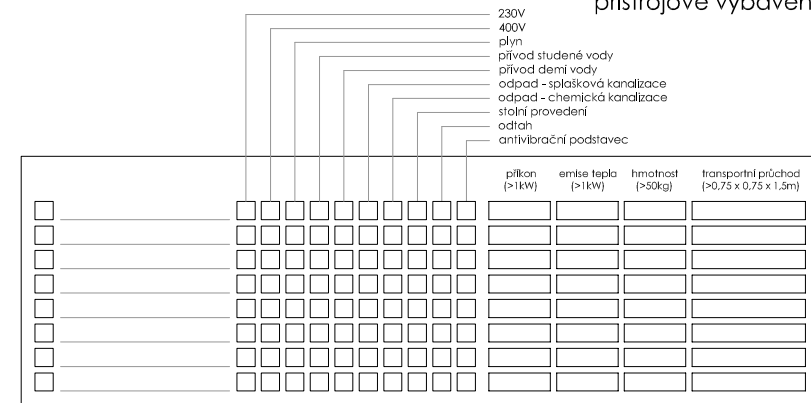 přístrojové vybavení
230V
400V
plyn
přívod studené vody
přívod demi vody
odpad - splašková kanalizace
odpad - chemická kanalizace
stolní provedení
odtah
antivibrační podstavec
příkon (>1kW)
emise tepla (>1kW)
hmotnost (>50kg)
transportní průchod (>0,75 x 0,75 x 1,5m)